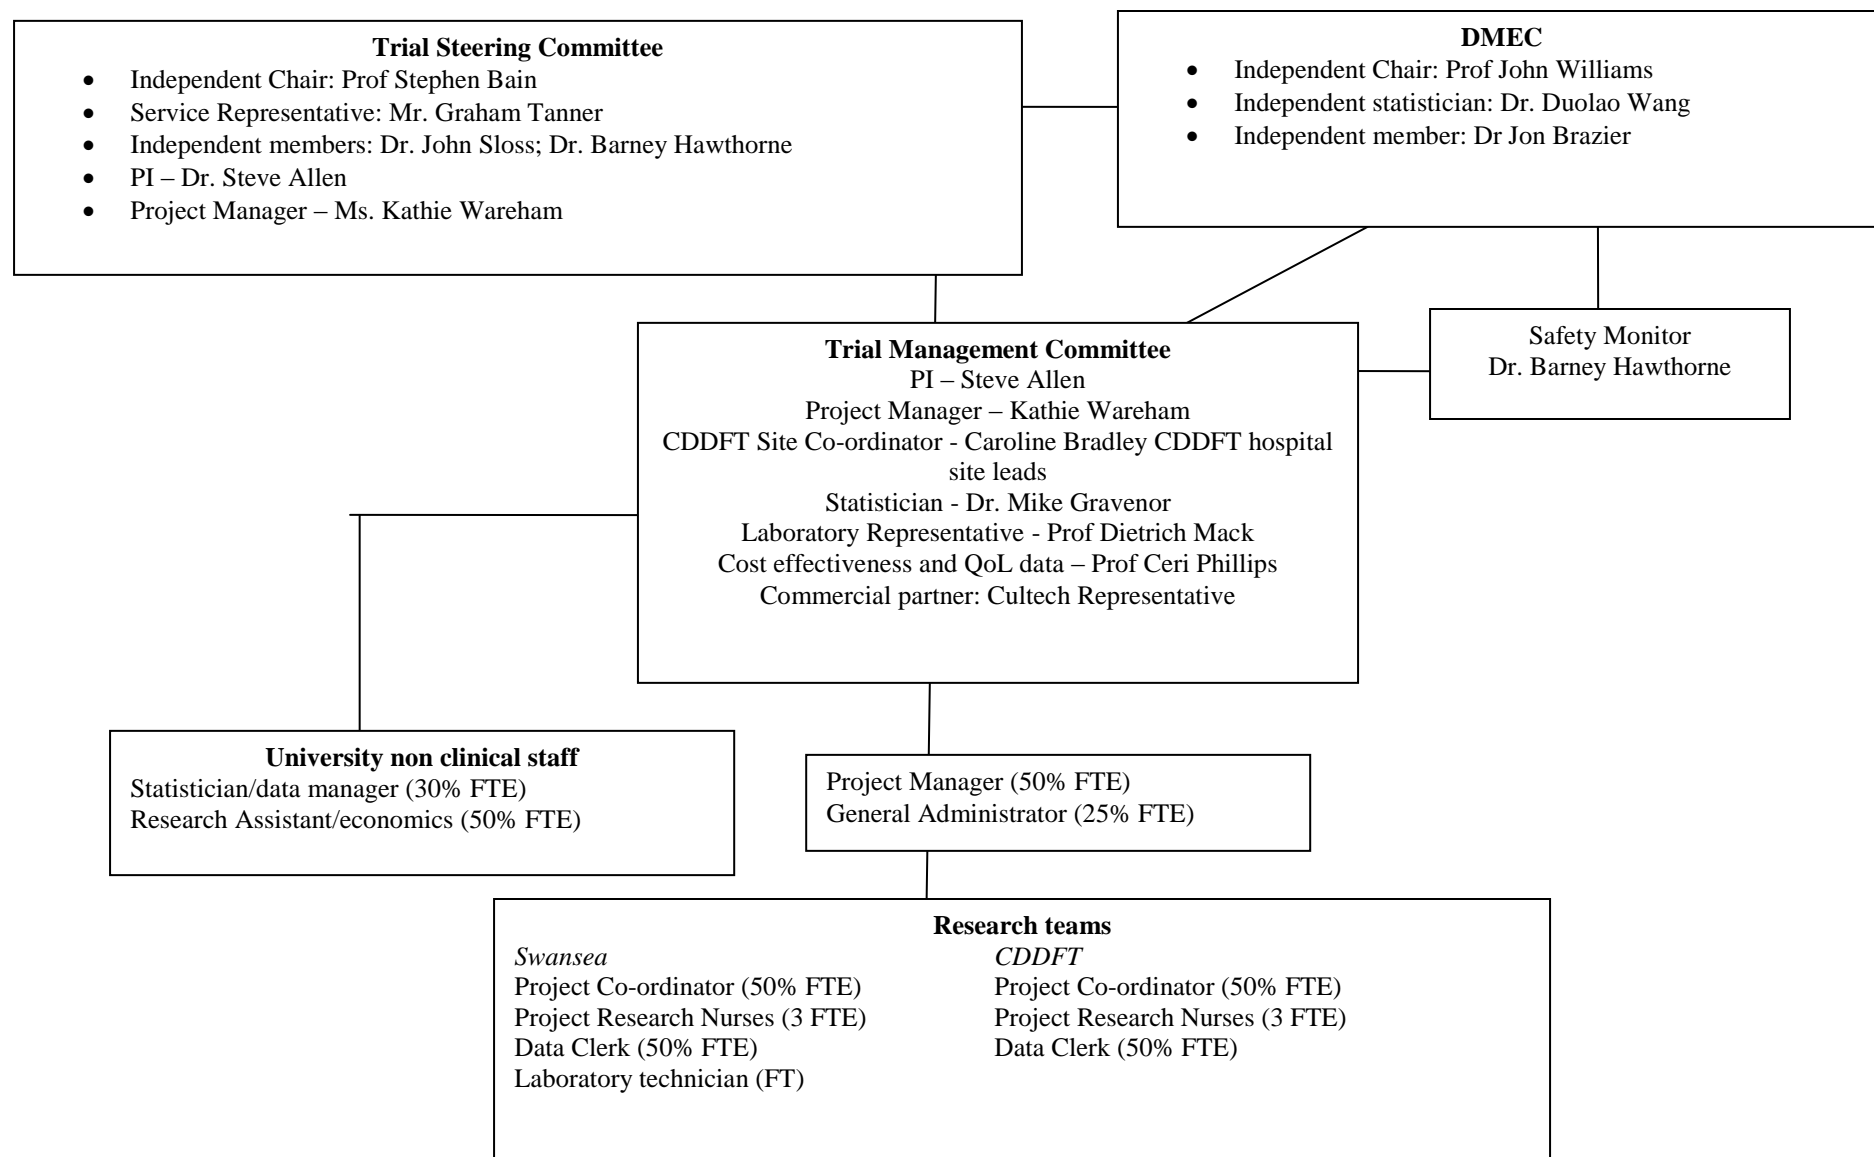 Trial Steering Committee
• Independent Chair: Prof Stephen Bain
• Service Representative: Mr. Graham Tanner
• Independent members: Dr. John Sloss; Dr. Barney Hawthorne
• PI – Dr. Steve Allen
• Project Manager – Ms. Kathie Wareham
DMEC
• Independent Chair: Prof John Williams
• Independent statistician: Dr. Duolao Wang
• Independent member: Dr Jon Brazier
Safety Monitor
Dr. Barney Hawthorne
Trial Management Committee
PI – Steve Allen
Project Manager – Kathie Wareham
CDDFT Site Co-ordinator - Caroline Bradley CDDFT hospital
site leads
Statistician - Dr. Mike Gravenor
Laboratory Representative - Prof Dietrich Mack
Cost effectiveness and QoL data – Prof Ceri Phillips
Commercial partner: Cultech Representative
University non clinical staff
Statistician/data manager (30% FTE)
Research Assistant/economics (50% FTE)
Project Manager (50% FTE)
General Administrator (25% FTE)
Research teams
Swansea
Project Co-ordinator (50% FTE)
Project Research Nurses (3 FTE)
Data Clerk (50% FTE)
Laboratory technician (FT)
CDDFT
Project Co-ordinator (50% FTE)
Project Research Nurses (3 FTE)
Data Clerk (50% FTE)